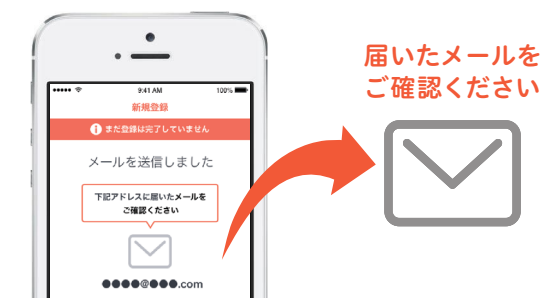 9:41 AM
100%
新規登録
まだ登録は完了していません
メールを送信しました
下記アドレスに届いたメールを
ご確認ください
●●●●@●●●.com
届いたメールを
ご確認ください